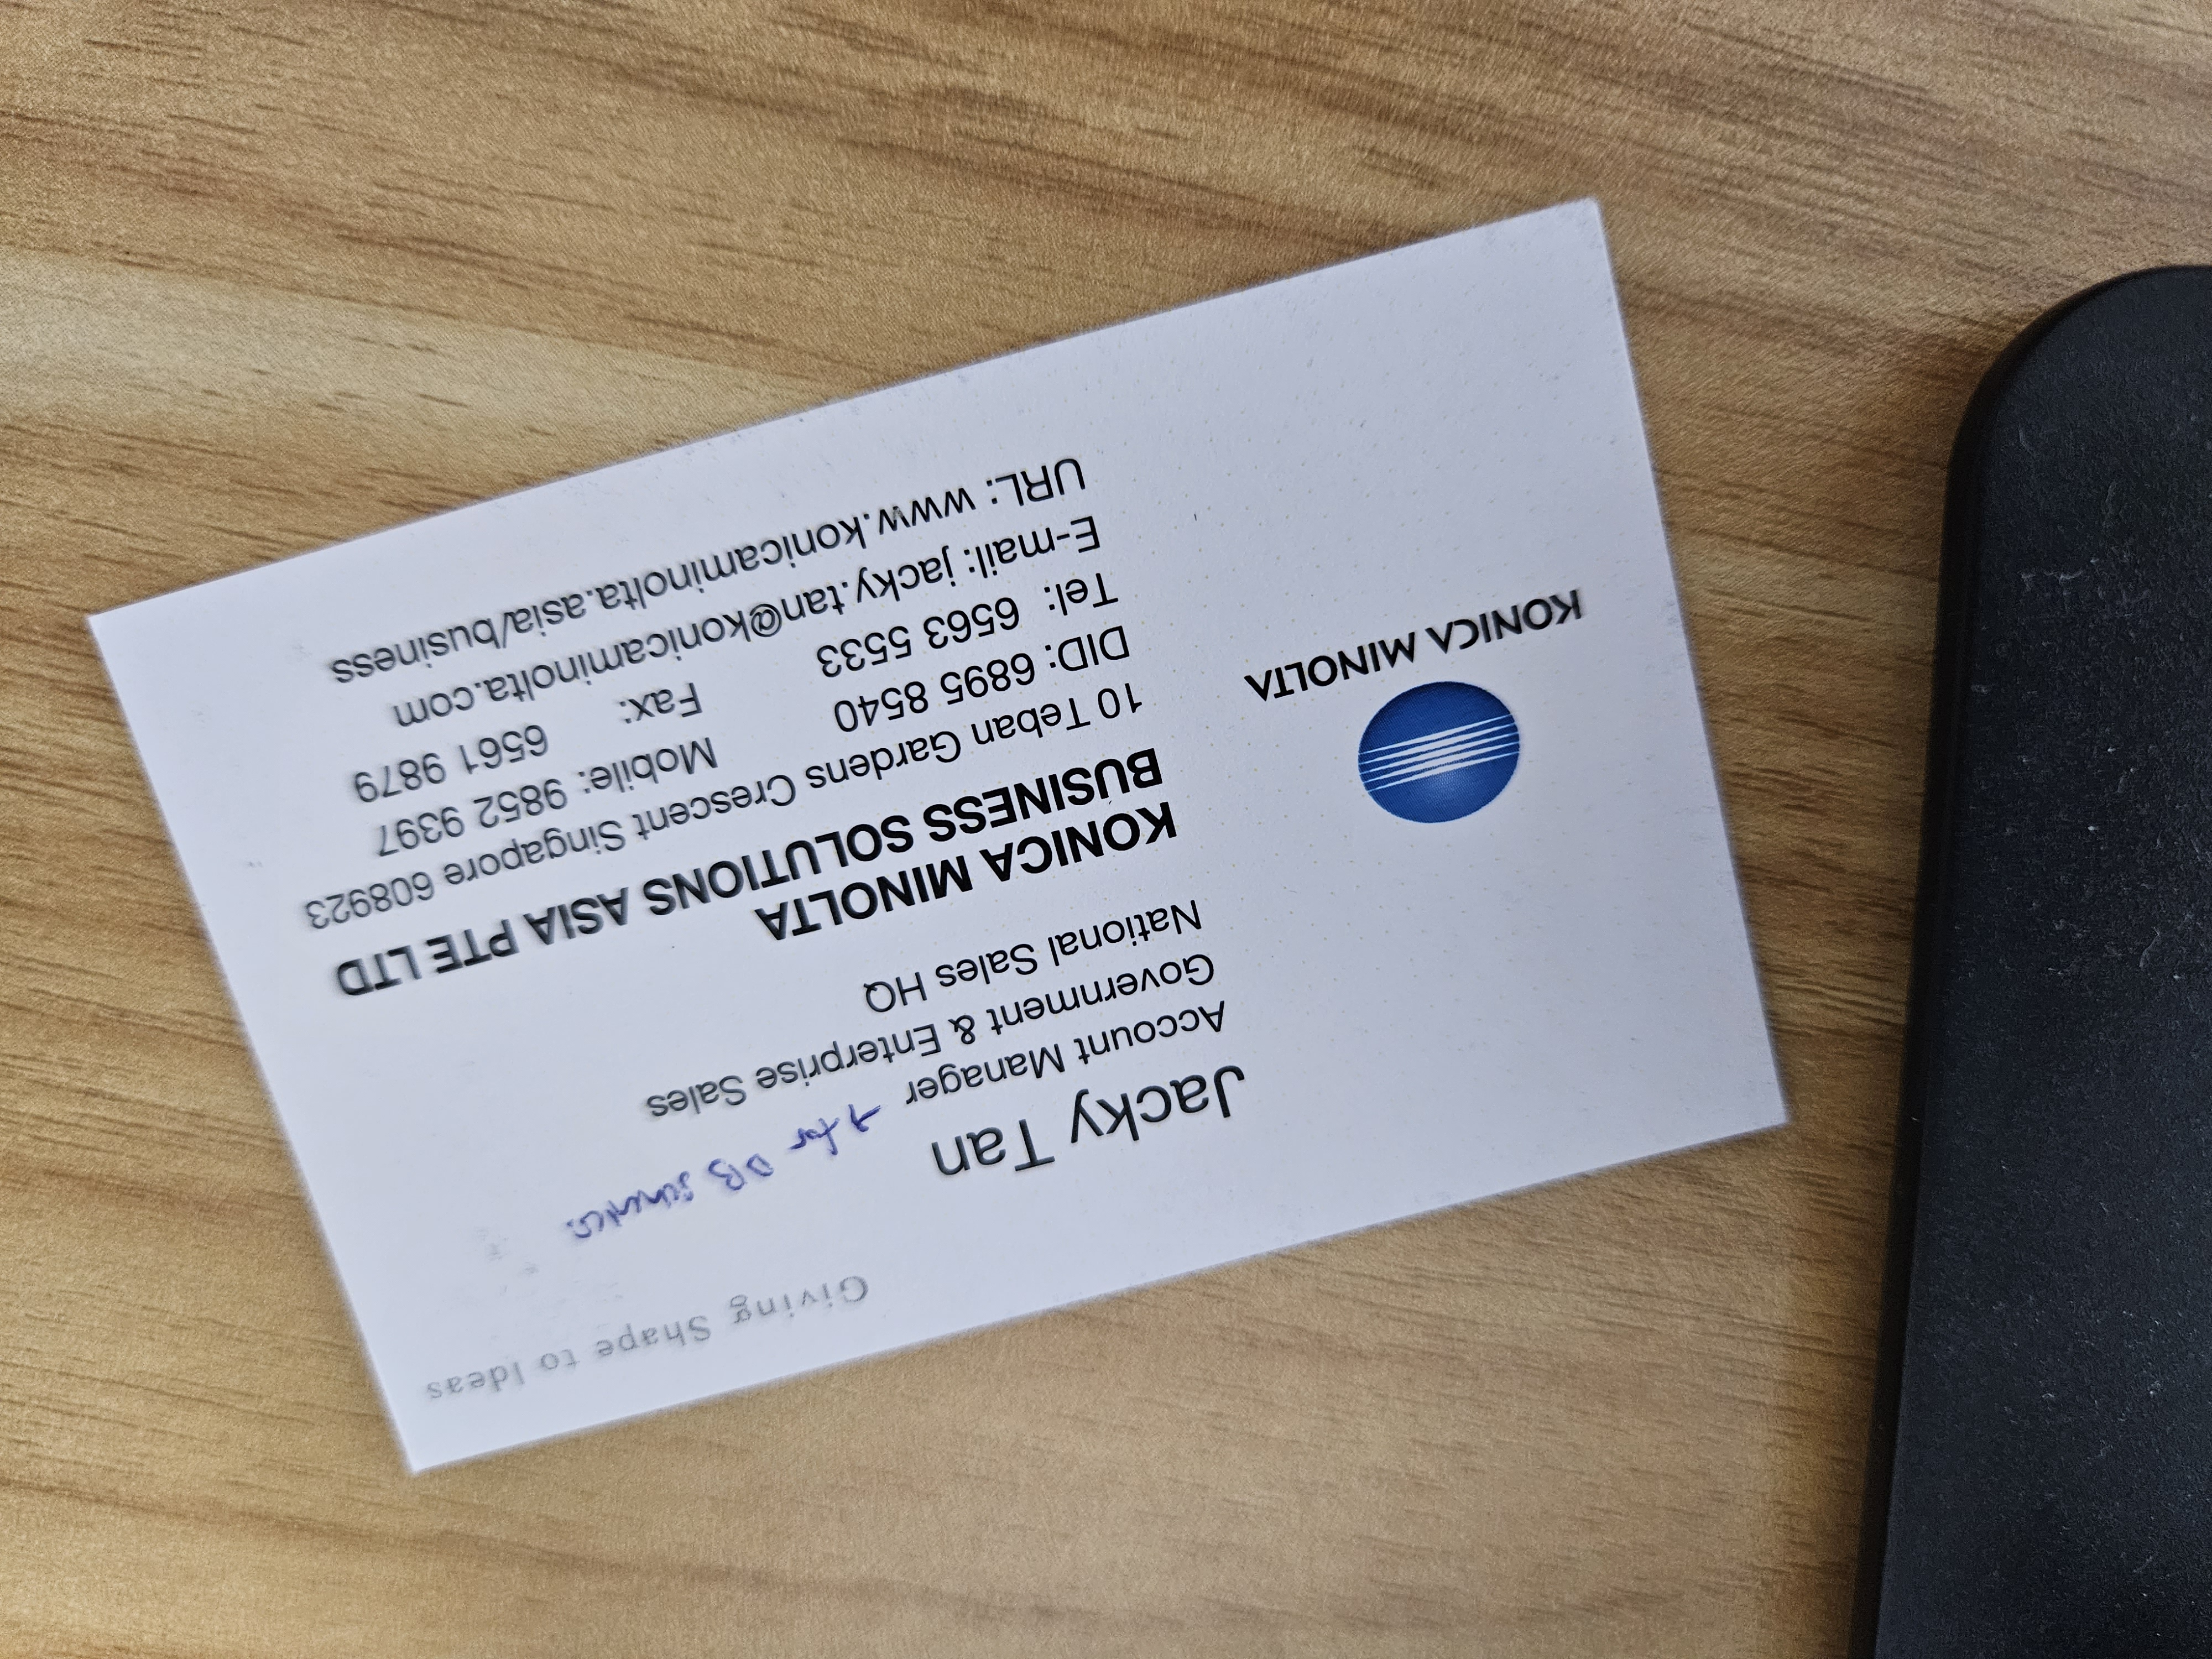 Giving Shape to Ideas
Jacky Tan
Account Manager → for DB
Government & Enterprise Sales
National Sales HQ
KONICA MINOLTA
BUSINESS SOLUTIONS ASIA PTE LTD
10 Teban Gardens Crescent Singapore 608923
DID: 6895 8540 Mobile: 9852 9397
Tel: 6563 5533 Fax: 6561 9879
E-mail: jacky.tan@konicaminolta.com
URL: www.konicaminolta.asia/business
KONICA MINOLTA